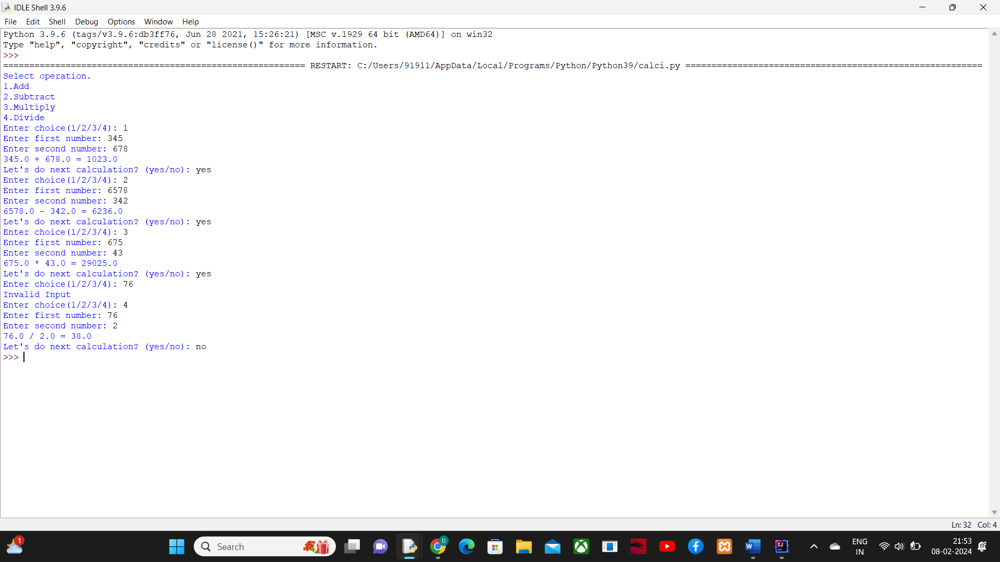 IDLE Shell 3.9.6
File Edit Shell Debug Options Window Help
Python 3.9.6 (tags/v3.9.6:db3ff76, Jun 28 2021, 15:26:21) [MSC v.1929 64 bit (AMD64)] on win32
Type "help", "copyright", "credits" or "license()" for more information.
>>>
========================================================== RESTART: C:/Users/91911/AppData/Local/Programs/Python/Python39/calci.py =========================================================
Select operation.
1.Add
2.Subtract
3.Multiply
4.Divide
Enter choice(1/2/3/4): 1
Enter first number: 345
Enter second number: 678
345.0 + 678.0 = 1023.0
Let's do next calculation? (yes/no): yes
Enter choice(1/2/3/4): 2
Enter first number: 6578
Enter second number: 342
6578.0 - 342.0 = 6236.0
Let's do next calculation? (yes/no): yes
Enter choice(1/2/3/4): 3
Enter first number: 675
Enter second number: 43
675.0 * 43.0 = 29025.0
Let's do next calculation? (yes/no): yes
Enter choice(1/2/3/4): 76
Invalid Input
Enter choice(1/2/3/4): 4
Enter first number: 76
Enter second number: 2
76.0 / 2.0 = 38.0
Let's do next calculation? (yes/no): no
>>>
Ln: 32 Col: 4
1
Search
D
W
IJ
ENG
IN
21:53
08-02-2024